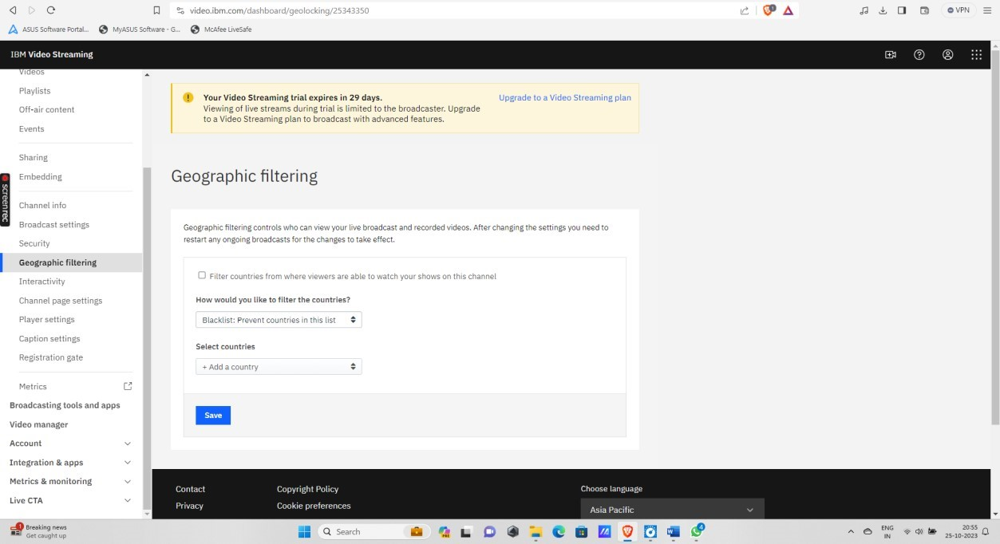 video.ibm.com/dashboard/geolocking/25343350
1
VPN
ASUS Software Portal...
MyASUS Software - G...
McAfee LiveSafe
IBM Video Streaming
Videos
Playlists
Off-air content
Events
Sharing
Embedding
Channel info
Broadcast settings
Security
Geographic filtering
Interactivity
Channel page settings
Player settings
Caption settings
Registration gate
Metrics
Broadcasting tools and apps
Video manager
Account
Integration & apps
Metrics & monitoring
Live CTA
screenrec
Your Video Streaming trial expires in 29 days.
Upgrade to a Video Streaming plan
Viewing of live streams during trial is limited to the broadcaster. Upgrade
to a Video Streaming plan to broadcast with advanced features.
Geographic filtering
Geographic filtering controls who can view your live broadcast and recorded videos. After changing the settings you need to
restart any ongoing broadcasts for the changes to take effect.
Filter countries from where viewers are able to watch your shows on this channel
How would you like to filter the countries?
Blacklist: Prevent countries in this list
Select countries
+ Add a country
Save
Contact
Copyright Policy
Choose language
Privacy
Cookie preferences
Asia Pacific
1
Breaking news
Get caught up
Search
PRE
4
ENG
IN
20:55
25-10-2023